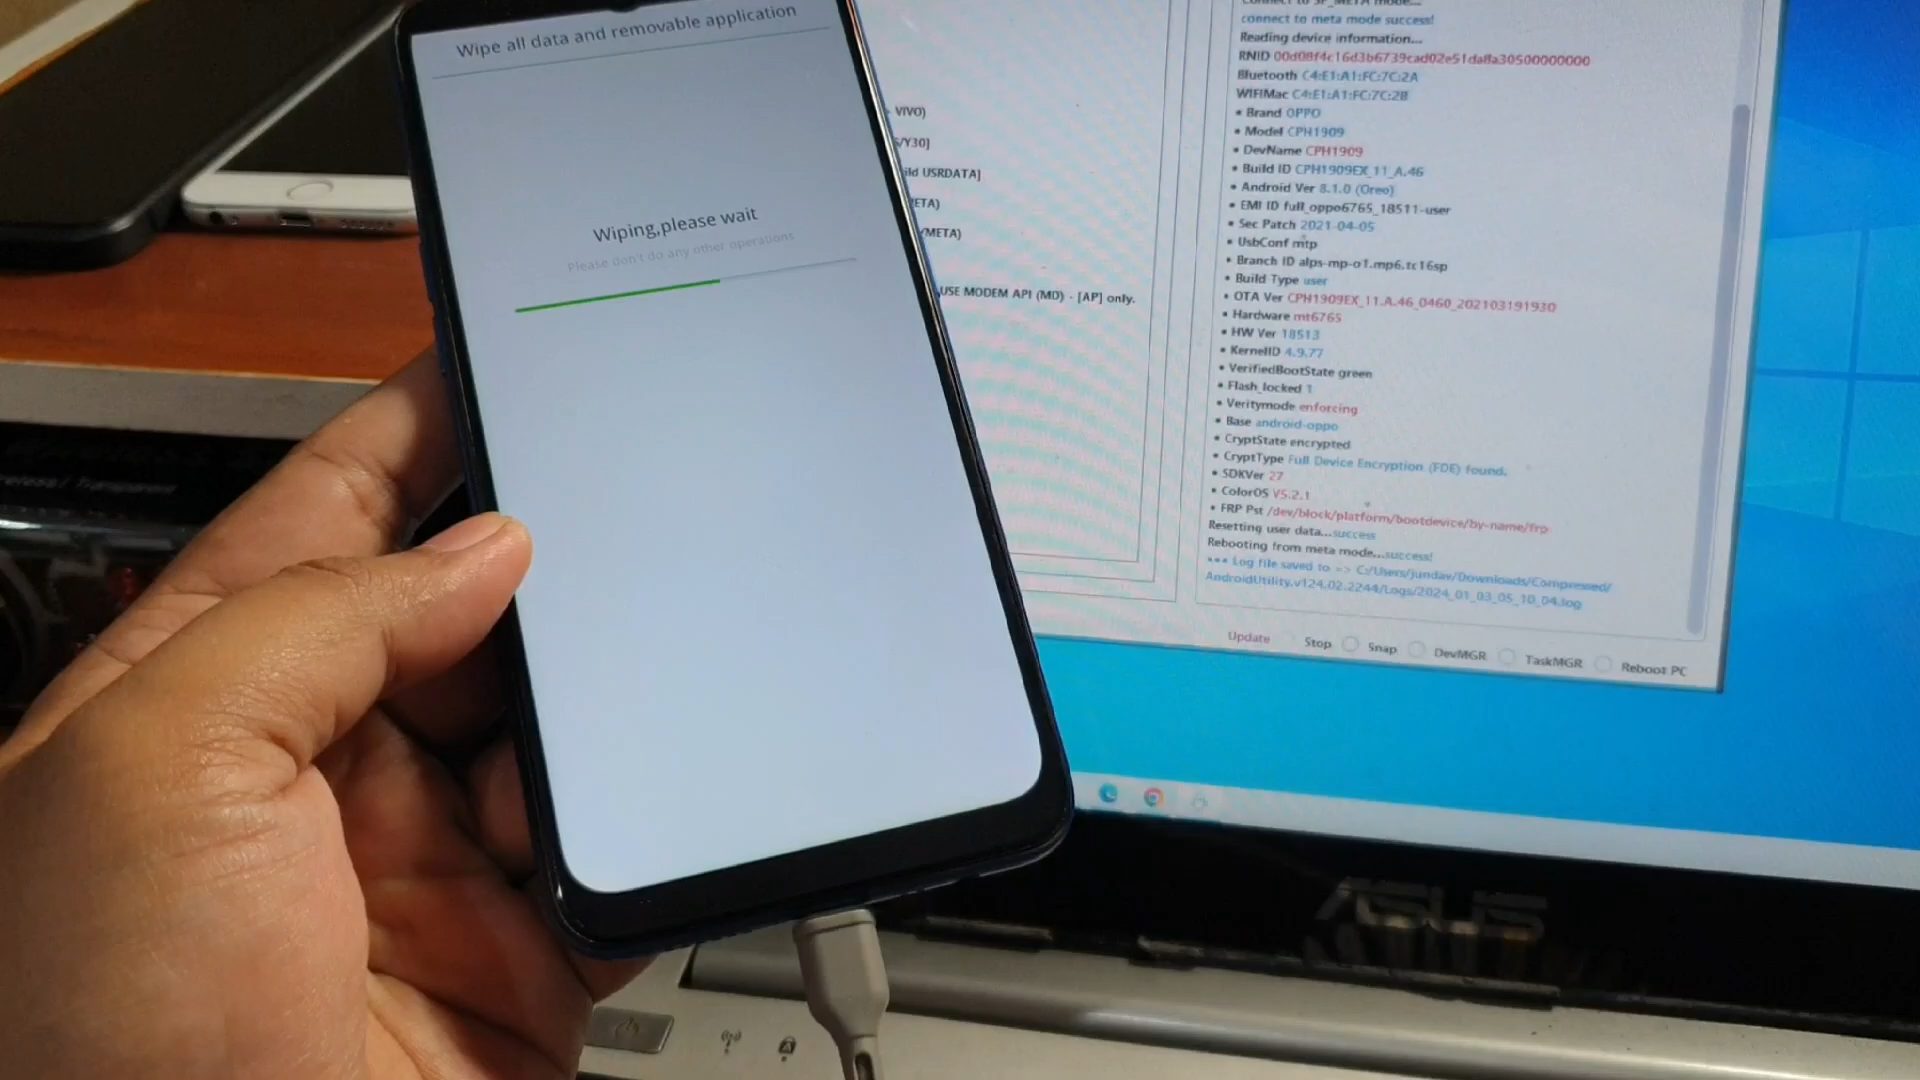 Wipe all data and removable application
Wiping,please wait
Please don't do any other operations
VIVO)
/Y30]
ild USRDATA]
META)
USE MODEM API (MD) - [AP] only.
connect to meta mode success!
Reading device information...
RNID 00d08f4c16d3b6739cad02e51da8a30500000000
Bluetooth C4:E1:A1:FC:7C:2A
WIFIMac C4:E1:A1:FC:7C:2B
• Brand OPPO
• Model CPH1909
• DevName CPH1909
• Build ID CPH1909EX_11_A.46
• Android Ver 8.1.0 (Oreo)
• EMI ID full_oppo6765_18511-user
• Sec Patch 2021-04-05
• UsbConf mtp
• Branch ID alps-mp-o1.mp6.tc16sp
• Build Type user
• OTA Ver CPH1909EX_11.A.46_0460_202103191930
• Hardware mt6765
• HW Ver 18513
• KernelID 4.9.77
• VerifiedBootState green
• Flash_locked 1
• Veritymode enforcing
• Base android-oppo
• CryptState encrypted
• CryptType Full Device Encryption (FDE) found.
• SDKVer 27
• ColorOS V5.2.1
• FRP Pst /dev/block/platform/bootdevice/by-name/frp
Resetting user data...success
Rebooting from meta mode...success!
*** Log file saved to => C:/Users/jundav/Downloads/Compressed/
AndroidUtility.v124.02.2244/Logs/2024_01_03_05_10_04.log
Update Stop Snap DevMGR TaskMGR Reboot PC
ASUS
Transparent